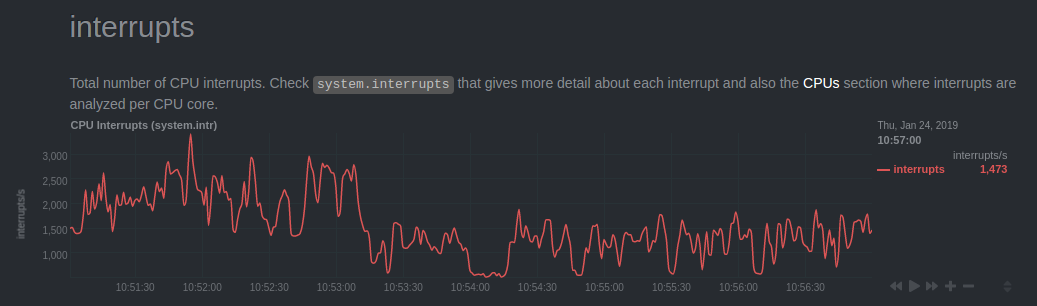 interrupts
Total number of CPU interrupts. Check system.interrupts that gives more detail about each interrupt and also the CPUs section where interrupts are
analyzed per CPU core.
CPU Interrupts (system.intr)
Thu, Jan 24, 2019
10:57:00
interrupts/s
interrupts 1,473
interrupts/s
3,000
2,500
2,000
1,500
1,000
10:51:30 10:52:00 10:52:30 10:53:00 10:53:30 10:54:00 10:54:30 10:55:00 10:55:30 10:56:00 10:56:30